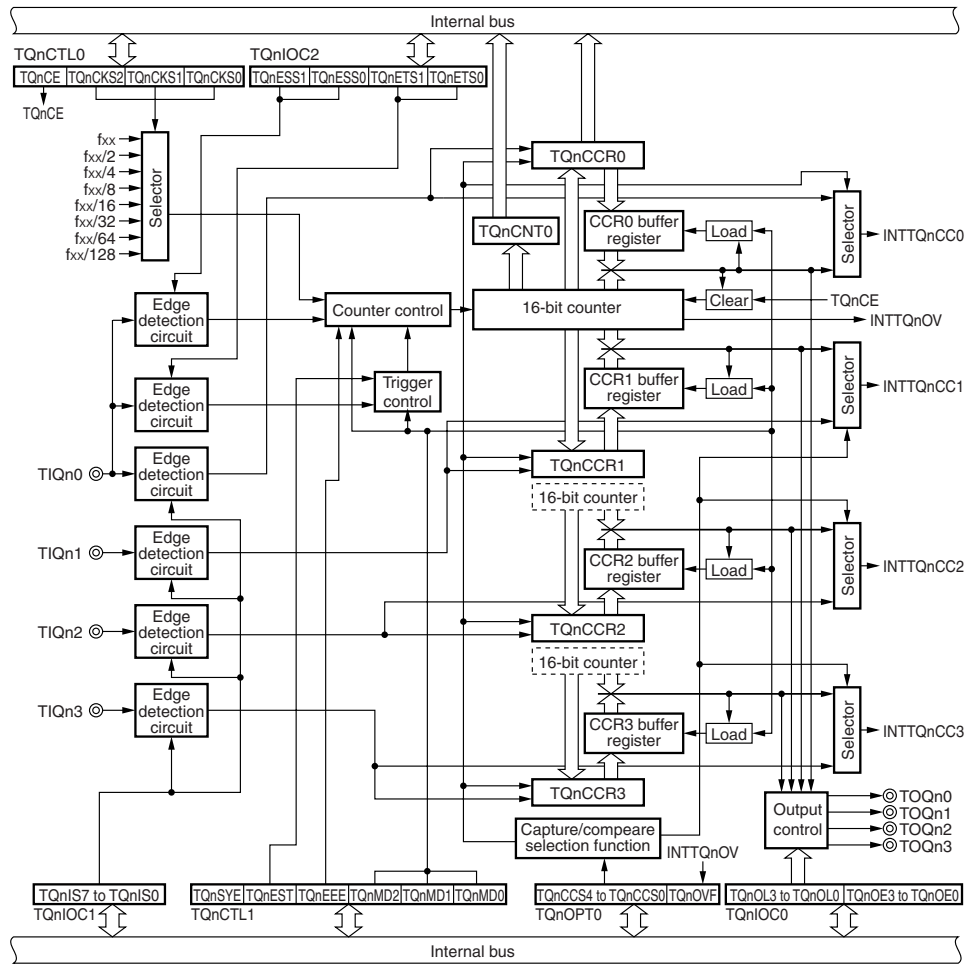 Internal bus
TQnCTL0
TQnIOC2
TQnCE TQnCKS2 TQnCKS1 TQnCKS0
TQnESS1 TQnESS0 TQnETS1 TQnETS0
TQnCE
fxx
fxx/2
fxx/4
fxx/8
fxx/16
fxx/32
fxx/64
fxx/128
Selector
TQnCCR0
TQnCNT0
CCR0 buffer
register
Load
Selector
INTTQnCC0
Edge
detection
circuit
Counter control
16-bit counter
Clear
TQnCE
INTTQnOV
Edge
detection
circuit
Trigger
control
CCR1 buffer
register
Load
Selector
INTTQnCC1
TIQn0
Edge
detection
circuit
TQnCCR1
16-bit counter
TIQn1
Edge
detection
circuit
CCR2 buffer
register
Load
Selector
INTTQnCC2
TIQn2
Edge
detection
circuit
TQnCCR2
16-bit counter
TIQn3
Edge
detection
circuit
CCR3 buffer
register
Load
Selector
INTTQnCC3
TQnCCR3
Capture/compeare
selection function
INTTQnOV
Output
control
TOQn0
TOQn1
TOQn2
TOQn3
TQnIS7 to TQnIS0
TQnIOC1
TQnSYE TQnEST TQnEEE TQnMD2 TQnMD1 TQnMD0
TQnCTL1
TQnCCS4 to TQnCCS0 TQnOVF
TQnOPT0
TQnOL3 to TQnOL0 TQnOE3 to TQnOE0
TQnIOC0
Internal bus